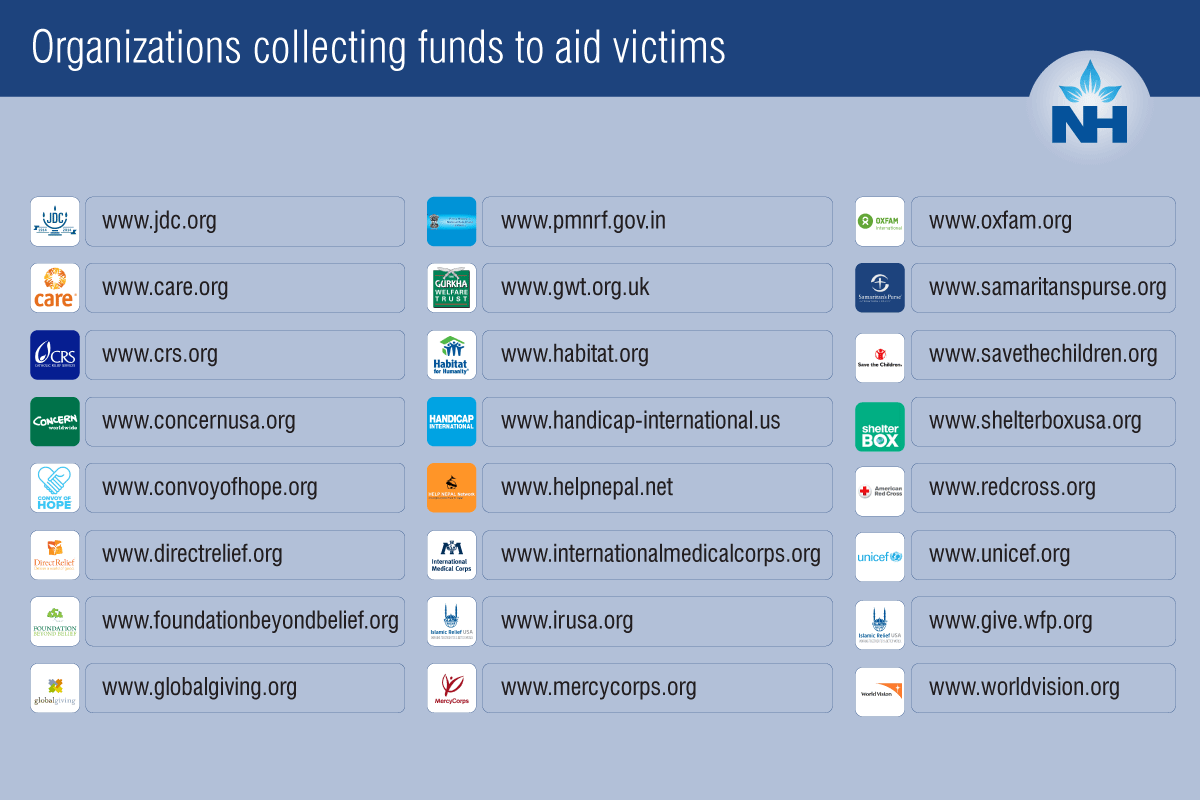 Organizations collecting funds to aid victims
NH
JDC
www.jdc.org
www.pmnrf.gov.in
OXFAM
International
www.oxfam.org
care
www.care.org
GURKHA
WELFARE
TRUST
www.gwt.org.uk
Samaritan's Purse
www.samaritanspurse.org
CRS
CATHOLIC RELIEF SERVICES
www.crs.org
Habitat
for Humanity®
www.habitat.org
Save the Children.
www.savethechildren.org
CONCERN
worldwide
www.concernusa.org
HANDICAP
INTERNATIONAL
www.handicap-international.us
shelter
BOX
www.shelterboxusa.org
CONVOY OF
HOPE
www.convoyofhope.org
HELP NEPAL Network
www.helpnepal.net
American
Red Cross
www.redcross.org
Direct Relief
www.directrelief.org
International
Medical Corps
www.internationalmedicalcorps.org
unicef
www.unicef.org
FOUNDATION
BEYOND BELIEF
www.foundationbeyondbelief.org
Islamic Relief USA
www.irusa.org
Islamic Relief USA
www.give.wfp.org
globalgiving
www.globalgiving.org
MercyCorps
www.mercycorps.org
World Vision
www.worldvision.org